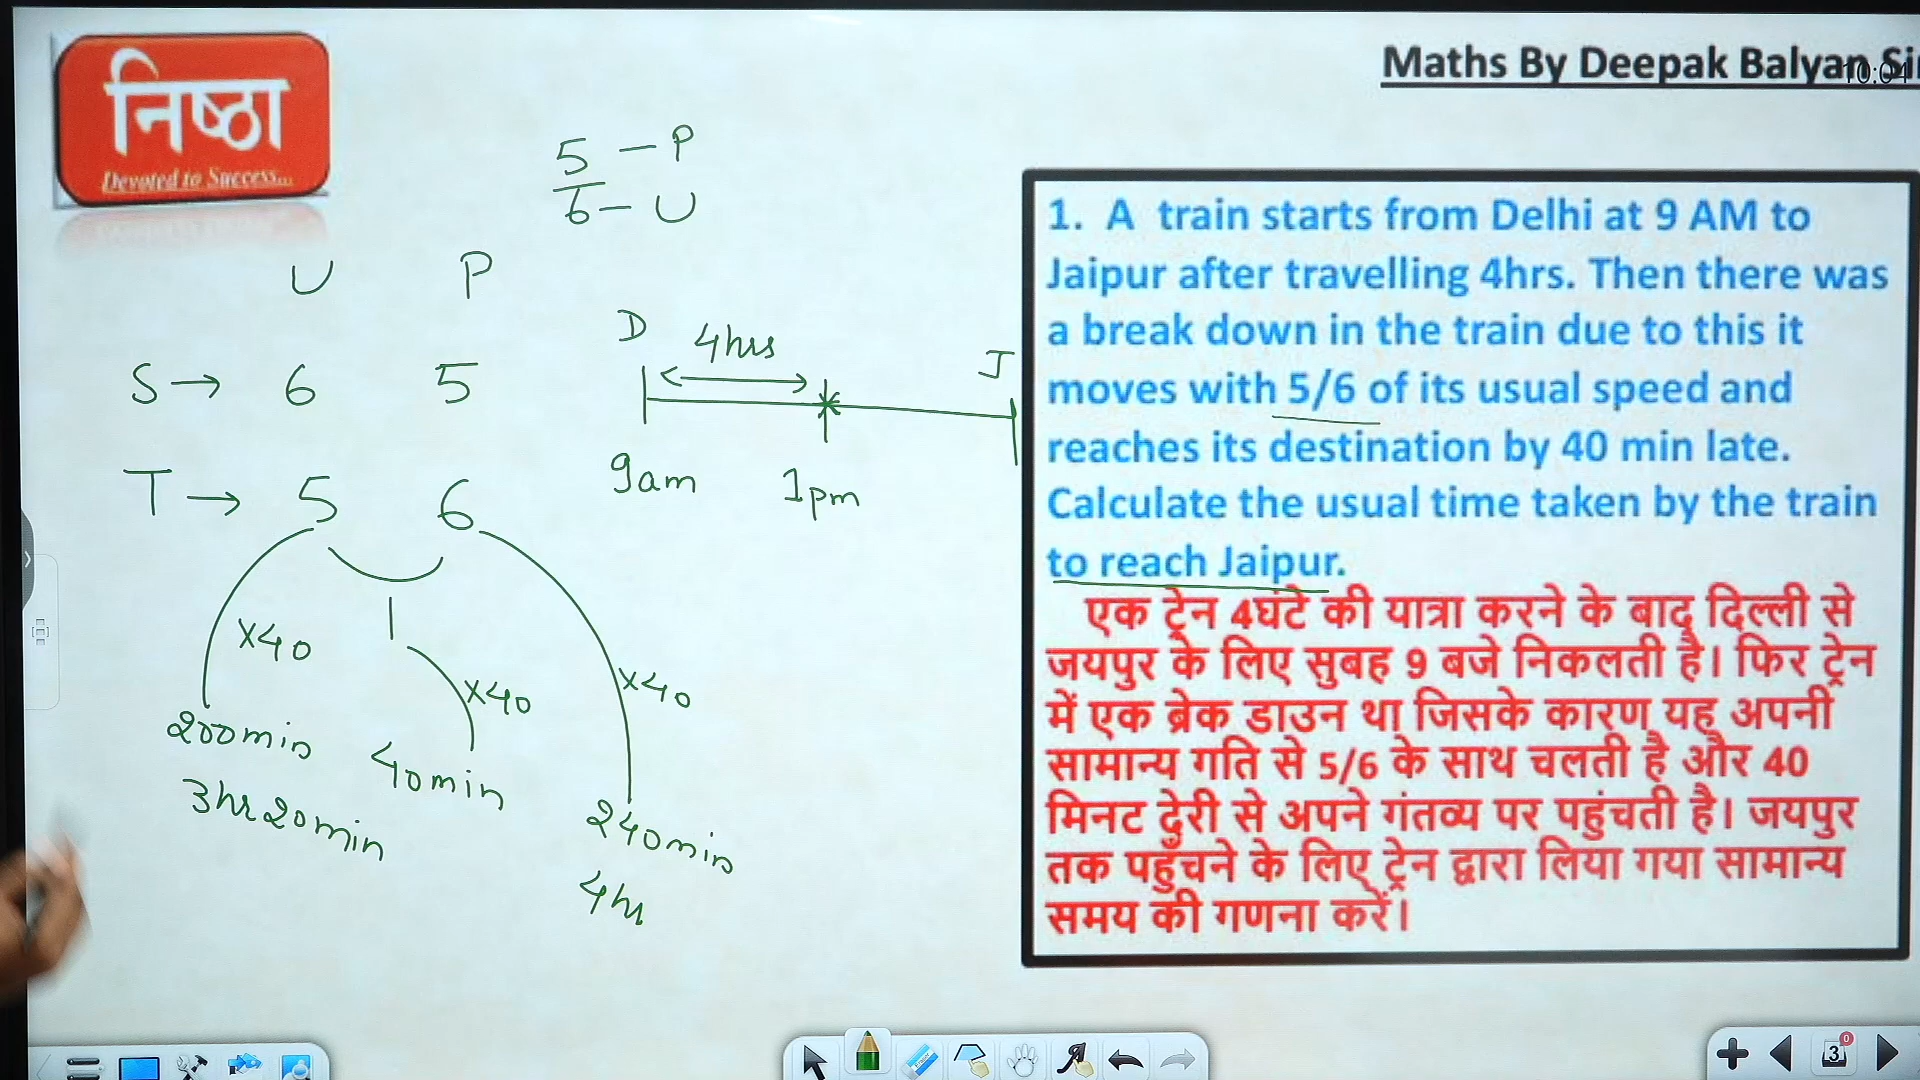 निष्ठा
Devoted to Success...
Maths By Deepak Balyan
10:04
5 – P
6 – U
U P
S → 6 5
T → 5 6
1
x40
x40
x40
200min
3hr20min
40min
240min
4hr
D
4hrs
J
9am
1pm
1. A train starts from Delhi at 9 AM to
Jaipur after travelling 4hrs. Then there was
a break down in the train due to this it
moves with 5/6 of its usual speed and
reaches its destination by 40 min late.
Calculate the usual time taken by the train
to reach Jaipur.
एक ट्रेन 4घंटे की यात्रा करने के बाद दिल्ली से
जयपुर के लिए सुबह 9 बजे निकलती है। फिर ट्रेन
में एक ब्रेक डाउन था जिसके कारण यह अपनी
सामान्य गति से 5/6 के साथ चलती है और 40
मिनट देरी से अपने गंतव्य पर पहुंचती है। जयपुर
तक पहुँचने के लिए ट्रेन द्वारा लिया गया सामान्य
समय की गणना करें।
3
0